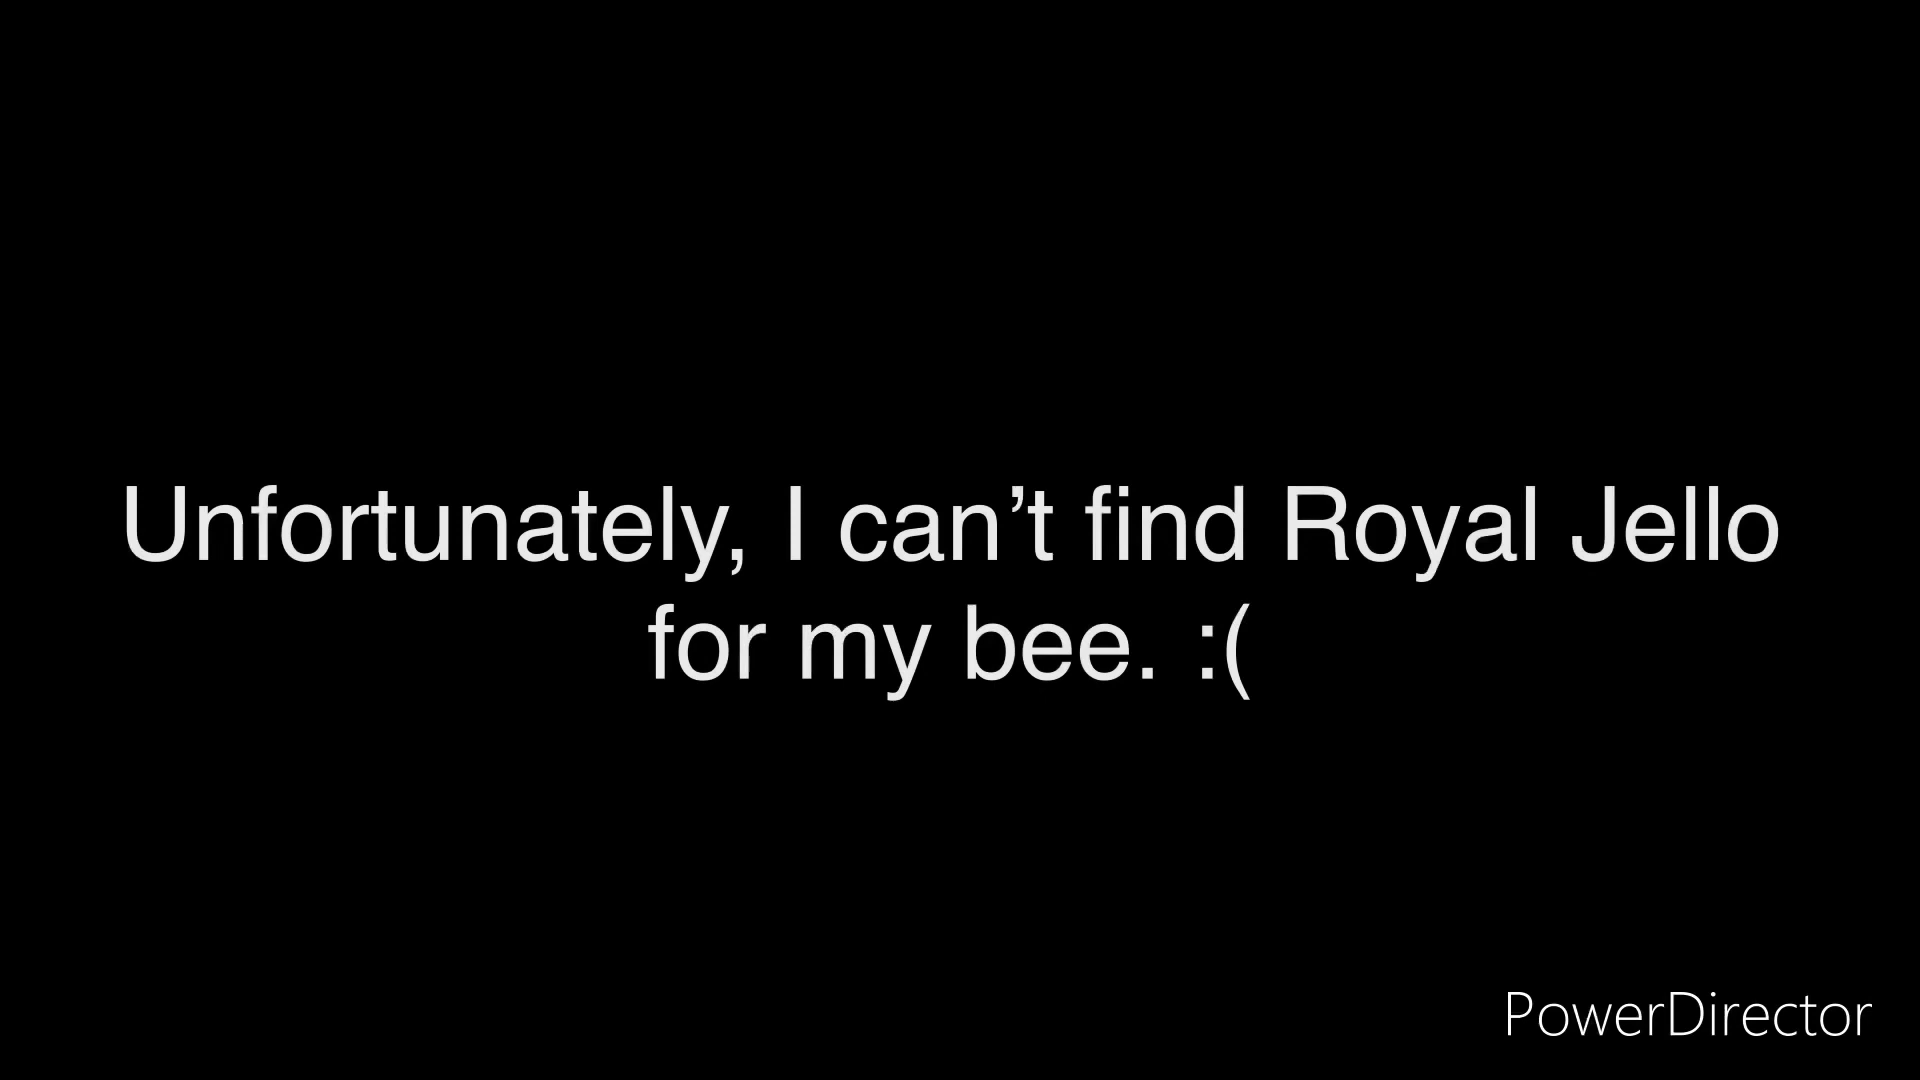 Unfortunately, I can’t find Royal Jello
for my bee. :(
PowerDirector